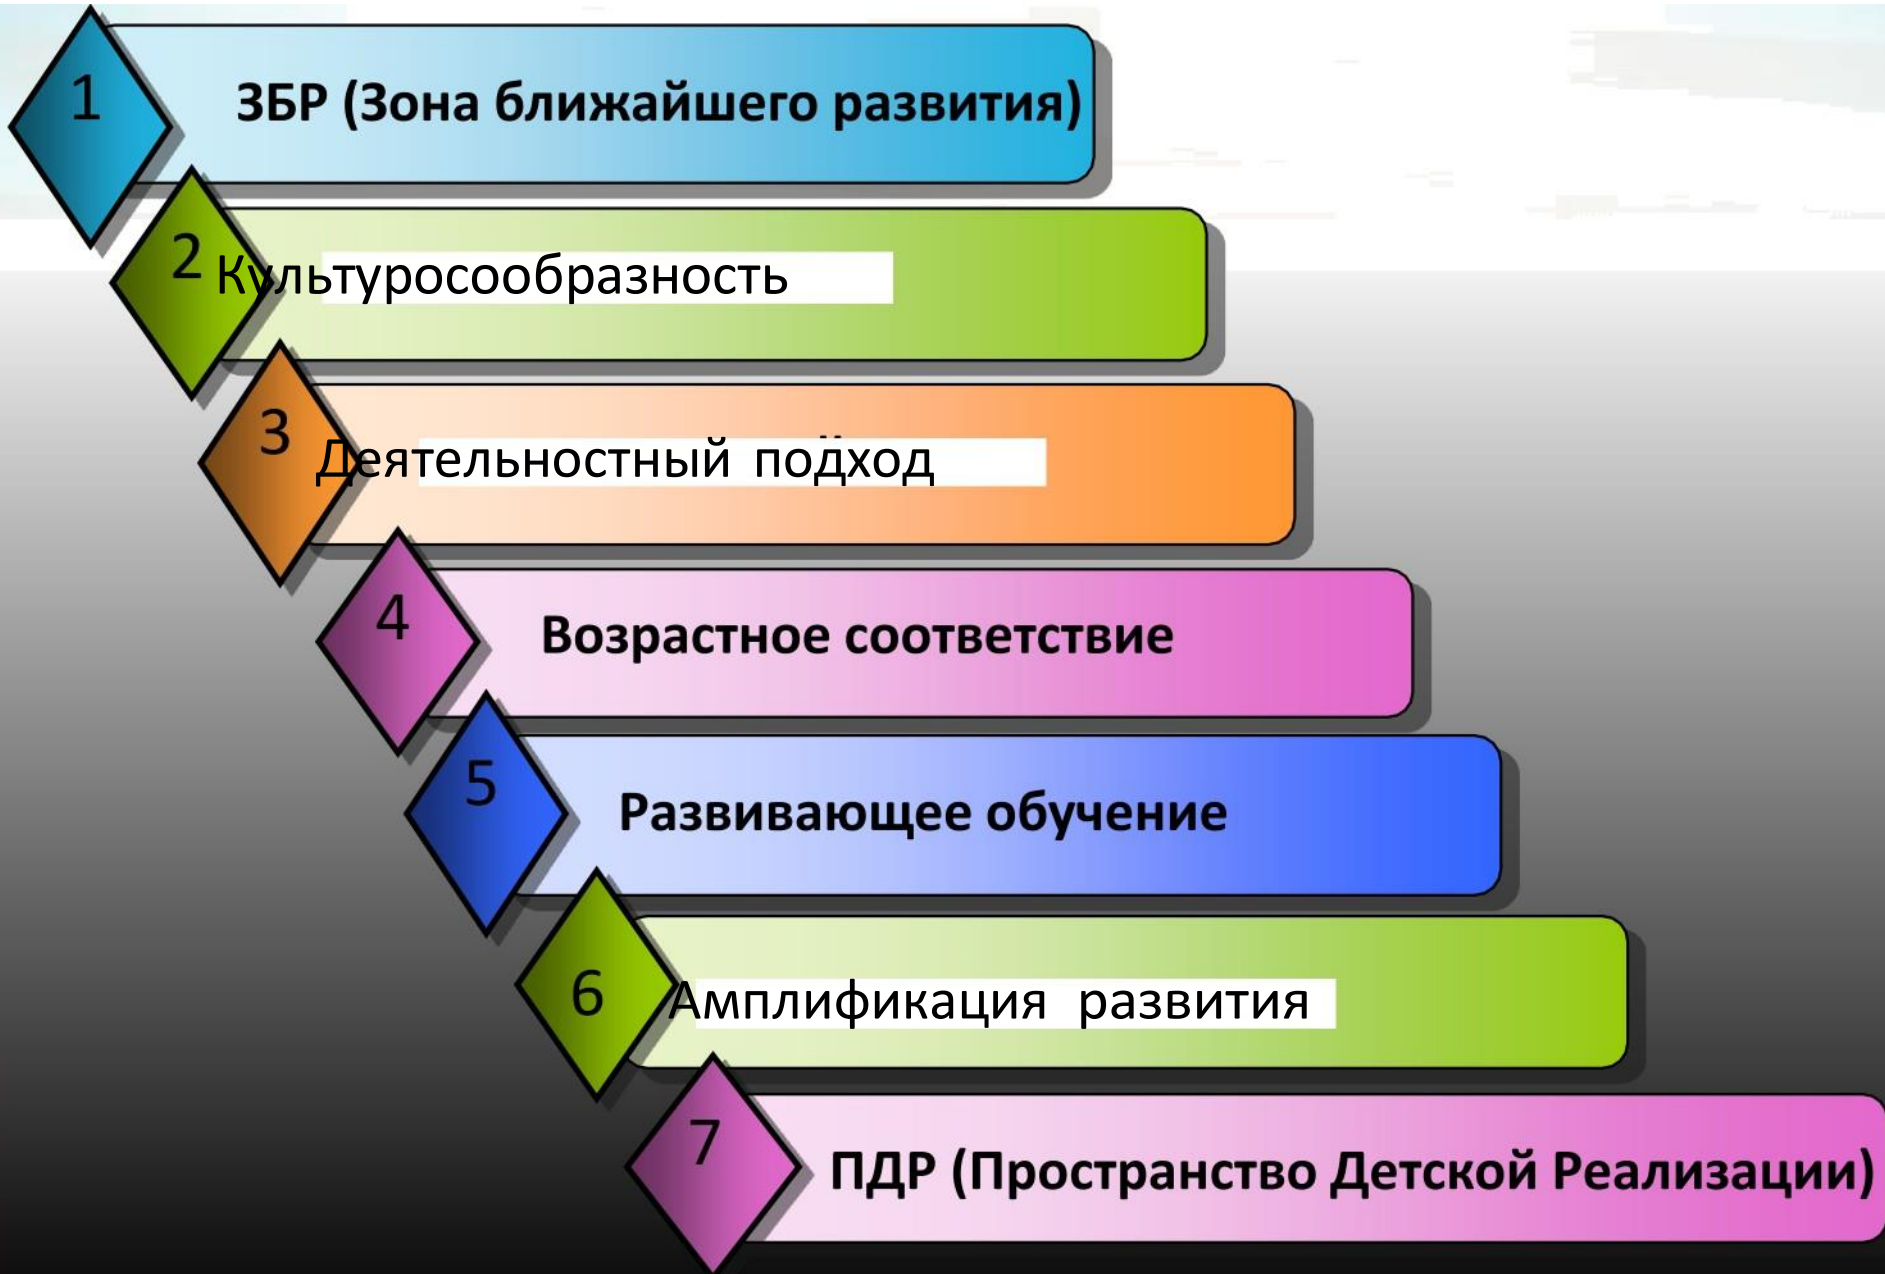 1 ЗБР (Зона ближайшего развития)
2 Культуросообразность
3 Деятельностный подход
4 Возрастное соответствие
5 Развивающее обучение
6 Амплификация развития
7 ПДР (Пространство Детской Реализации)